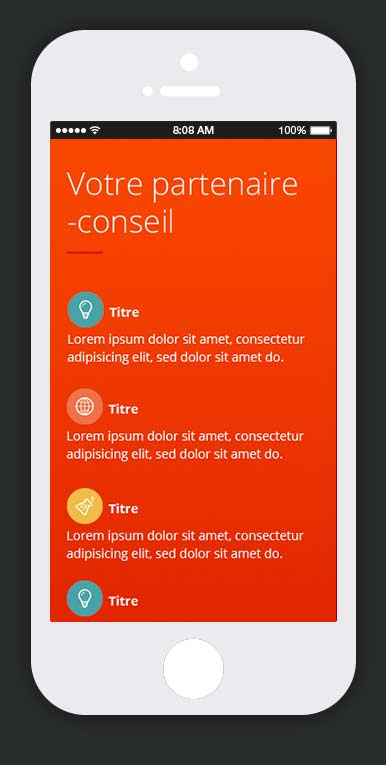 8:08 AM 100%
Votre partenaire
-conseil
Titre
Lorem ipsum dolor sit amet, consectetur
adipisicing elit, sed dolor sit amet do.
Titre
Lorem ipsum dolor sit amet, consectetur
adipisicing elit, sed dolor sit amet do.
Titre
Lorem ipsum dolor sit amet, consectetur
adipisicing elit, sed dolor sit amet do.
Titre